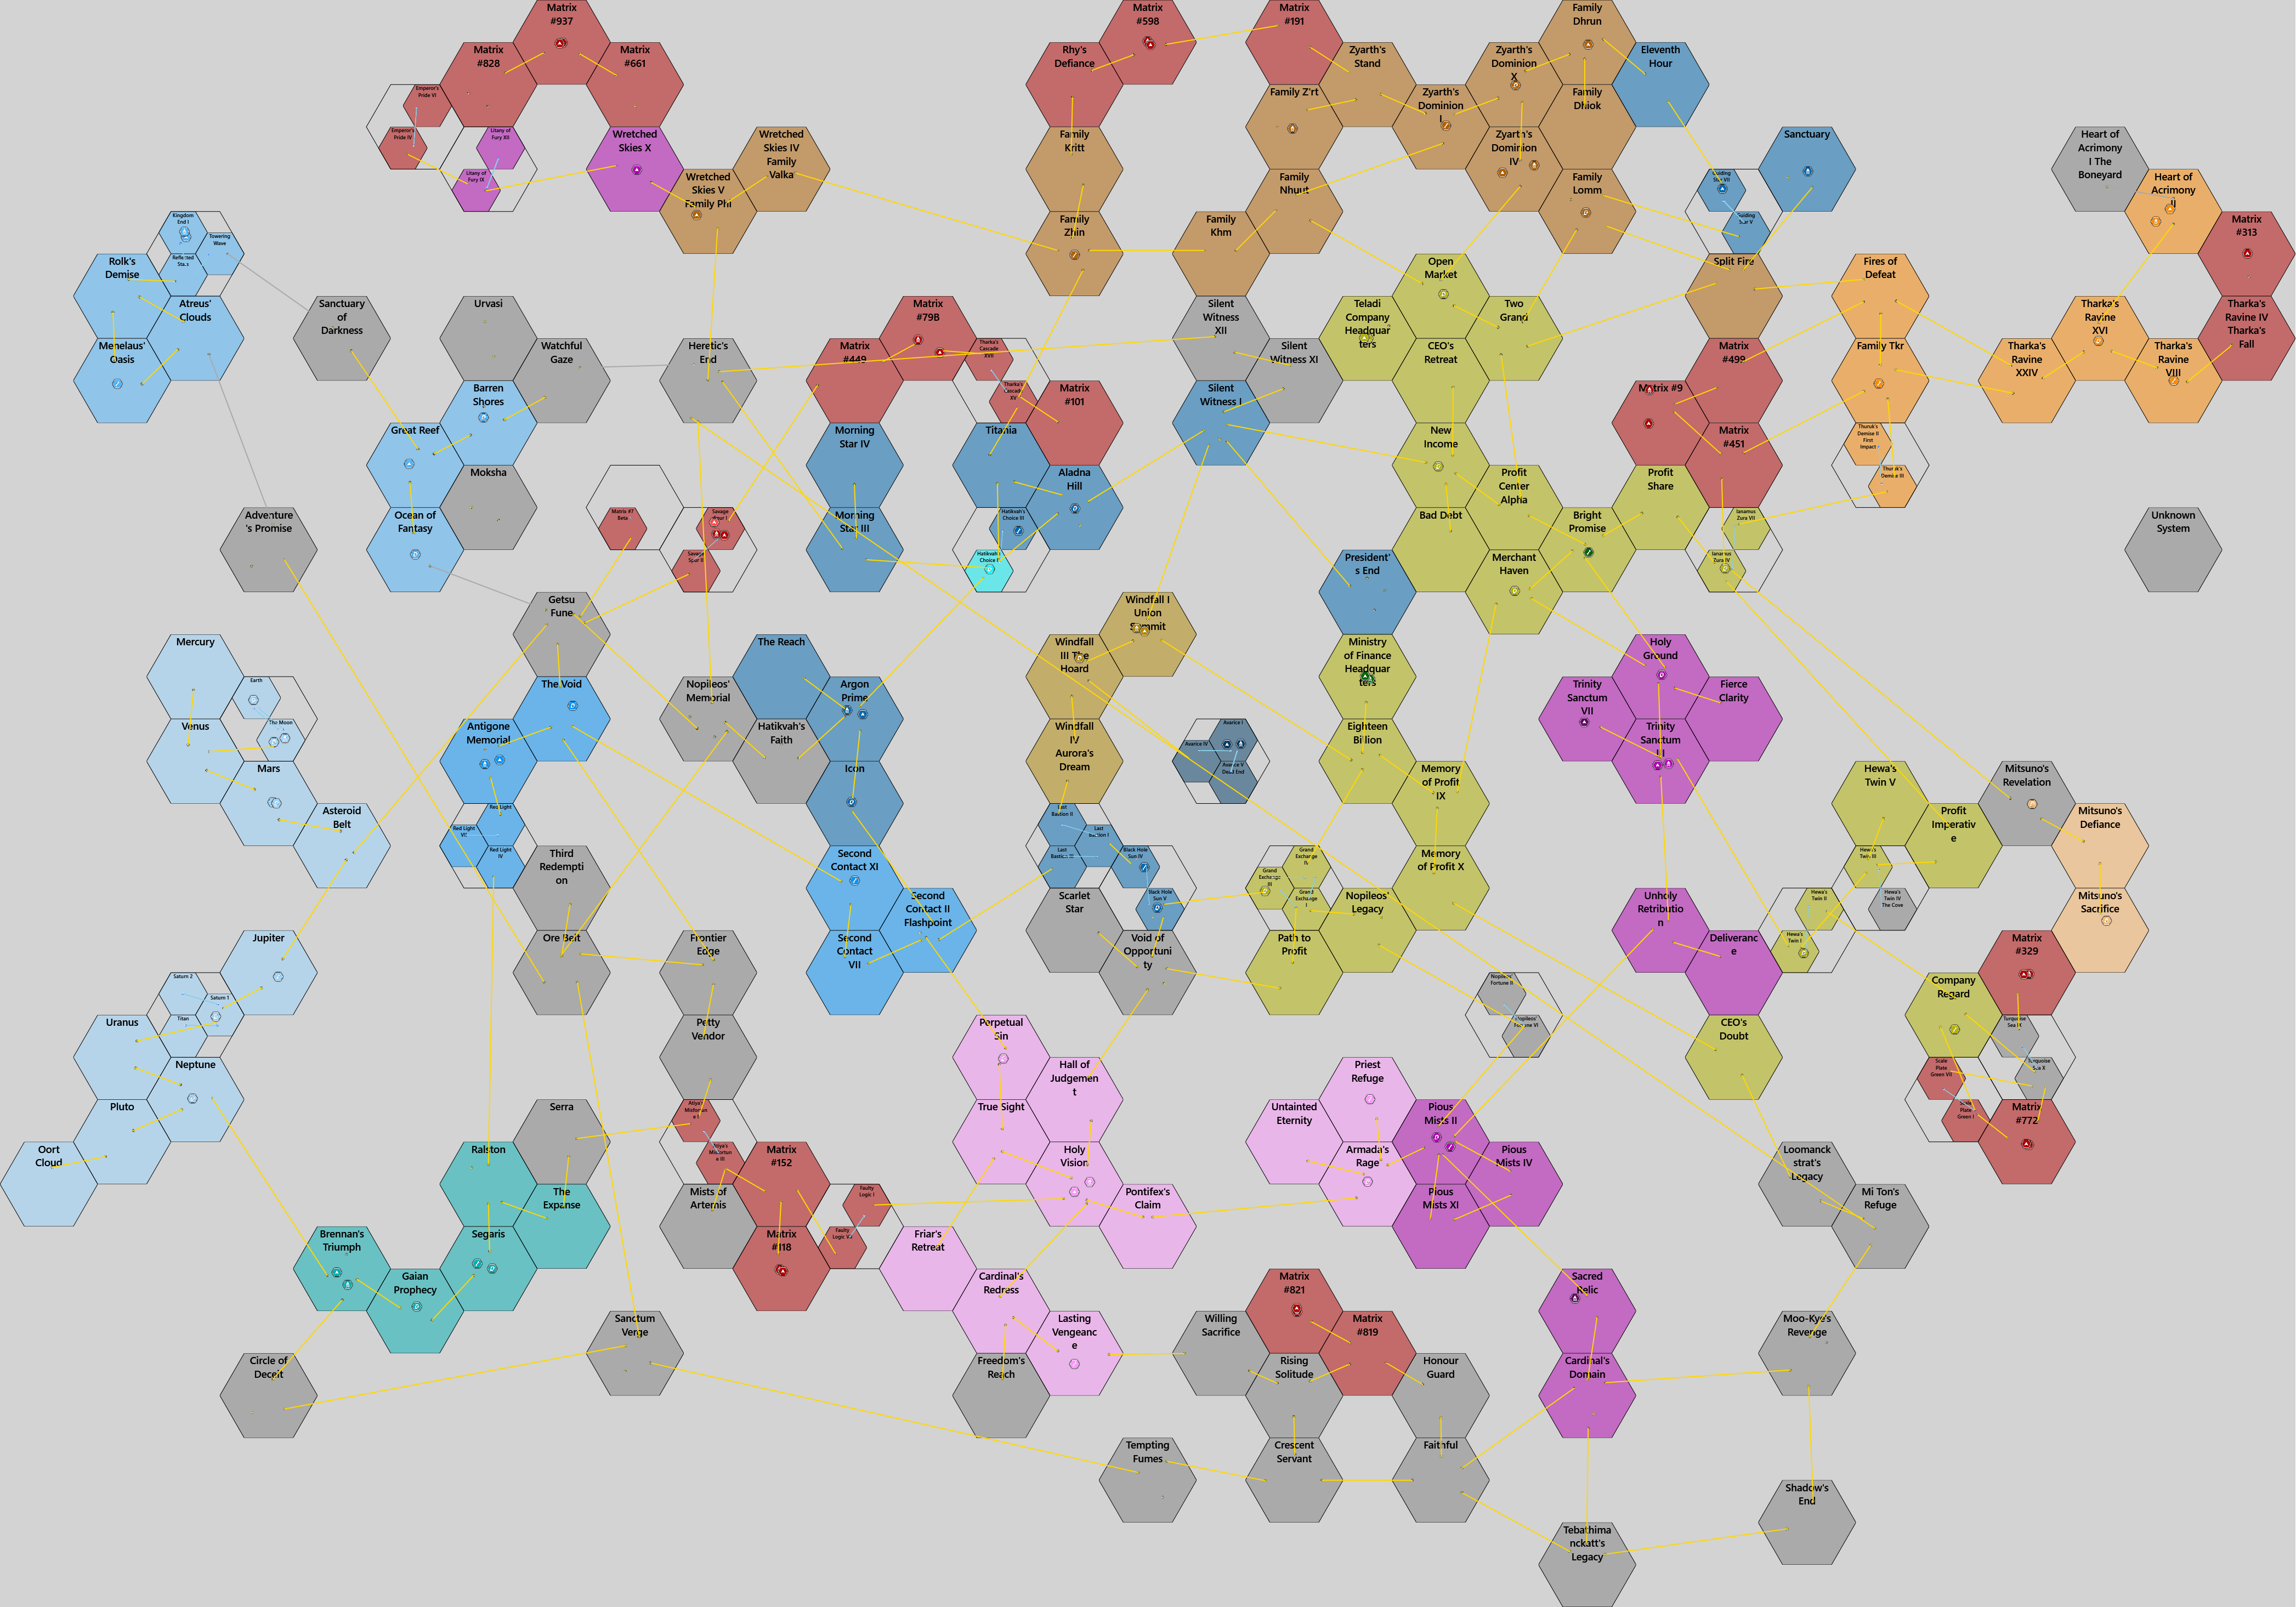 Matrix
#937
Matrix
#598
Matrix
#191
Family
Dhrun
Matrix
#828
Matrix
#661
Rhy's
Defiance
Zyarth's
Stand
Zyarth's
Dominion
X
Eleventh
Hour
Emperor's
Pride VI
Family Z'rt
Zyarth's
Dominion
I
Family
Dhiok
Emperor's
Pride IV
Litany of
Fury XII
Wretched
Skies X
Wretched
Skies IV
Family
Valka
Family
Kritt
Zyarth's
Dominion
IV
Sanctuary
Heart of
Acrimony
I The
Boneyard
Litany of
Fury IX
Wretched
Skies V
Family Phi
Family
Nhuut
Family
Lomm
Guiding
Star VII
Heart of
Acrimony
II
Kingdom
End I
Towering
Wave
Family
Zhin
Family
Khm
Guiding
Star V
Matrix
#313
Rolk's
Demise
Reflected
Stars
Open
Market
Split Fire
Fires of
Defeat
Atreus'
Clouds
Sanctuary
of
Darkness
Urvasi
Matrix
#79B
Silent
Witness
XII
Teladi
Company
Headquar
ters
Two
Grand
Tharka's
Ravine
XVI
Tharka's
Ravine IV
Tharka's
Fall
Menelaus'
Oasis
Watchful
Gaze
Heretic's
End
Matrix
#449
Tharka's
Cascade
XVII
Silent
Witness XI
CEO's
Retreat
Matrix
#499
Family Tkr
Tharka's
Ravine
XXIV
Tharka's
Ravine
VIII
Barren
Shores
Tharka's
Cascade
XV
Matrix
#101
Silent
Witness I
Matrix #9
Great Reef
Morning
Star IV
Titania
New
Income
Matrix
#451
Thuruk's
Demise II
First
Impact
Moksha
Aladna
Hill
Profit
Center
Alpha
Profit
Share
Thuruk's
Demise III
Adventure
's Promise
Ocean of
Fantasy
Matrix #7
Beta
Savage
Spur I
Morning
Star III
Hatikvah's
Choice III
Bad Debt
Bright
Promise
Ianamus
Zura VII
Unknown
System
Savage
Spur II
Hatikvah's
Choice I
President'
s End
Merchant
Haven
Ianamus
Zura IV
Getsu
Fune
Windfall I
Union
Summit
Mercury
The Reach
Windfall
III The
Hoard
Ministry
of Finance
Headquar
ters
Holy
Ground
Earth
The Void
Nopileos'
Memorial
Argon
Prime
Trinity
Sanctum
VII
Fierce
Clarity
Venus
The Moon
Antigone
Memorial
Hatikvah's
Faith
Windfall
IV
Aurora's
Dream
Avarice I
Avarice IV
Eighteen
Billion
Trinity
Sanctum
III
Mars
Icon
Avarice V
Dead End
Memory
of Profit
IX
Hewa's
Twin V
Mitsuno's
Revelation
Asteroid
Belt
Red Light
Last
Bastion II
Profit
Imperativ
e
Mitsuno's
Defiance
Red Light
Last
Bastion I
Red Light
IV
Third
Redempti
on
Second
Contact XI
Last
Bastion III
Black Hole
Sun IV
Grand
Exchange
IV
Memory
of Profit X
Hewa's
Twin III
Grand
Exchange
III
Scarlet
Star
Second
Contact II
Flashpoint
Black Hole
Sun V
Grand
Exchange
I
Nopileos'
Legacy
Unholy
Retributio
n
Hewa's
Twin II
Hewa's
Twin IV
The Cove
Mitsuno's
Sacrifice
Jupiter
Ore Belt
Frontier
Edge
Second
Contact
VII
Void of
Opportuni
ty
Path to
Profit
Deliveranc
e
Hewa's
Twin I
Matrix
#329
Saturn 2
Nopileos'
Fortune II
Company
Regard
Saturn 1
Uranus
Titan
Petty
Vendor
Perpetual
Sin
Nopileos'
Fortune VI
CEO's
Doubt
Turquoise
Sea IX
Neptune
Hall of
Judgemen
t
Priest
Refuge
Scale
Plate
Green VII
Turquoise
Sea X
Pluto
Serra
Atiya's
Misfortun
e I
True Sight
Untainted
Eternity
Pious
Mists II
Scale
Plate
Green I
Matrix
#772
Oort
Cloud
Ralston
Atiya's
Misfortun
e III
Matrix
#152
Holy
Vision
Armada's
Rage
Pious
Mists IV
Loomanck
strat's
Legacy
The
Expanse
Mists of
Artemis
Faulty
Logic I
Pontifex's
Claim
Pious
Mists XI
Mi Ton's
Refuge
Brennan's
Triumph
Segaris
Matrix
#118
Faulty
Logic VII
Friar's
Retreat
Gaian
Prophecy
Cardinal's
Redress
Matrix
#821
Sacred
Relic
Sanctum
Verge
Lasting
Vengeanc
e
Willing
Sacrifice
Matrix
#819
Moo-Kye's
Revenge
Circle of
Deceit
Freedom's
Reach
Rising
Solitude
Honour
Guard
Cardinal's
Domain
Tempting
Fumes
Crescent
Servant
Faithful
Shadow's
End
Tebathima
nckatt's
Legacy